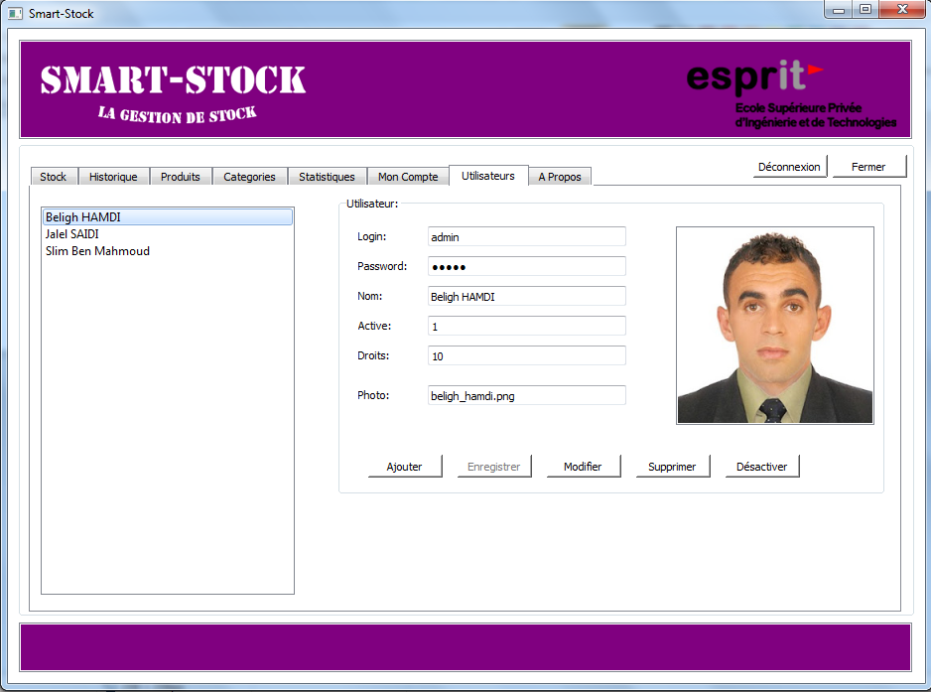 Smart-Stock
SMART-STOCK
LA GESTION DE STOCK
esprit
Ecole Supérieure Privée
d'Ingénierie et de Technologies
Déconnexion Fermer
Stock Historique Produits Categories Statistiques Mon Compte Utilisateurs A Propos
Beligh HAMDI
Jalel SAIDI
Slim Ben Mahmoud
Utilisateur:
Login: admin
Password: ●●●●●
Nom: Beligh HAMDI
Active: 1
Droits: 10
Photo: beligh_hamdi.png
Ajouter Enregistrer Modifier Supprimer Désactiver